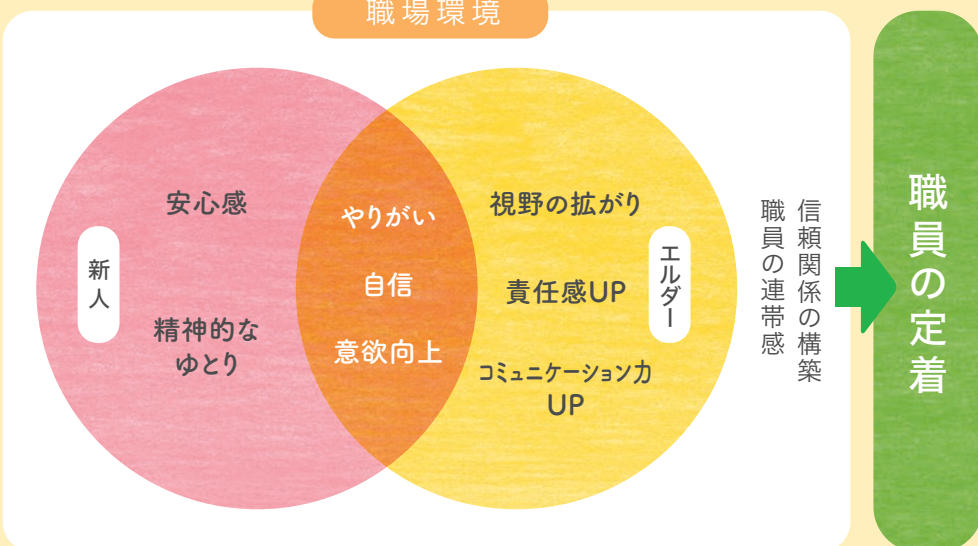 職場環境
新人
安心感
精神的な
ゆとり
やりがい
自信
意欲向上
視野の拡がり
責任感UP
コミュニケーション力
UP
エルダー
信頼関係の構築
職員の連帯感
職員の定着